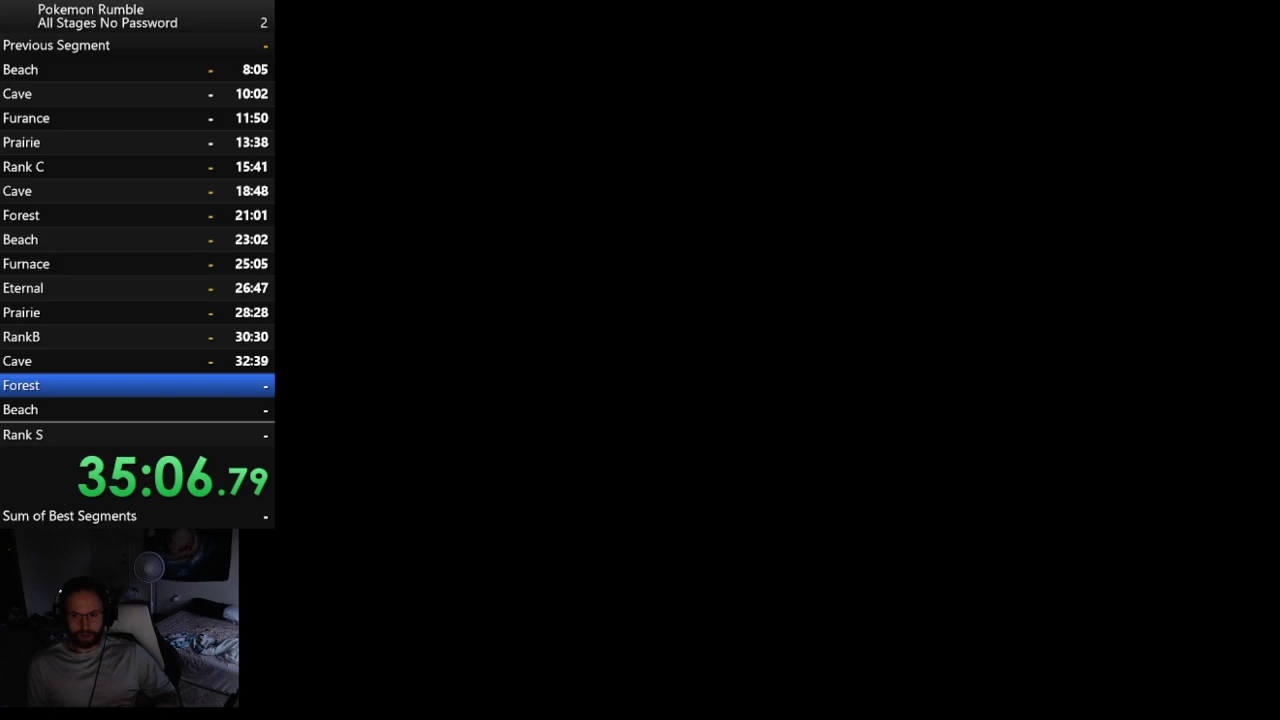 Pokemon Rumble
All Stages No Password 2
Previous Segment -
Beach - 8:05
Cave - 10:02
Furance - 11:50
Prairie - 13:38
Rank C - 15:41
Cave - 18:48
Forest - 21:01
Beach - 23:02
Furnace - 25:05
Eternal - 26:47
Prairie - 28:28
RankB - 30:30
Cave - 32:39
Forest -
Beach -
Rank S -
35:06.79
Sum of Best Segments -